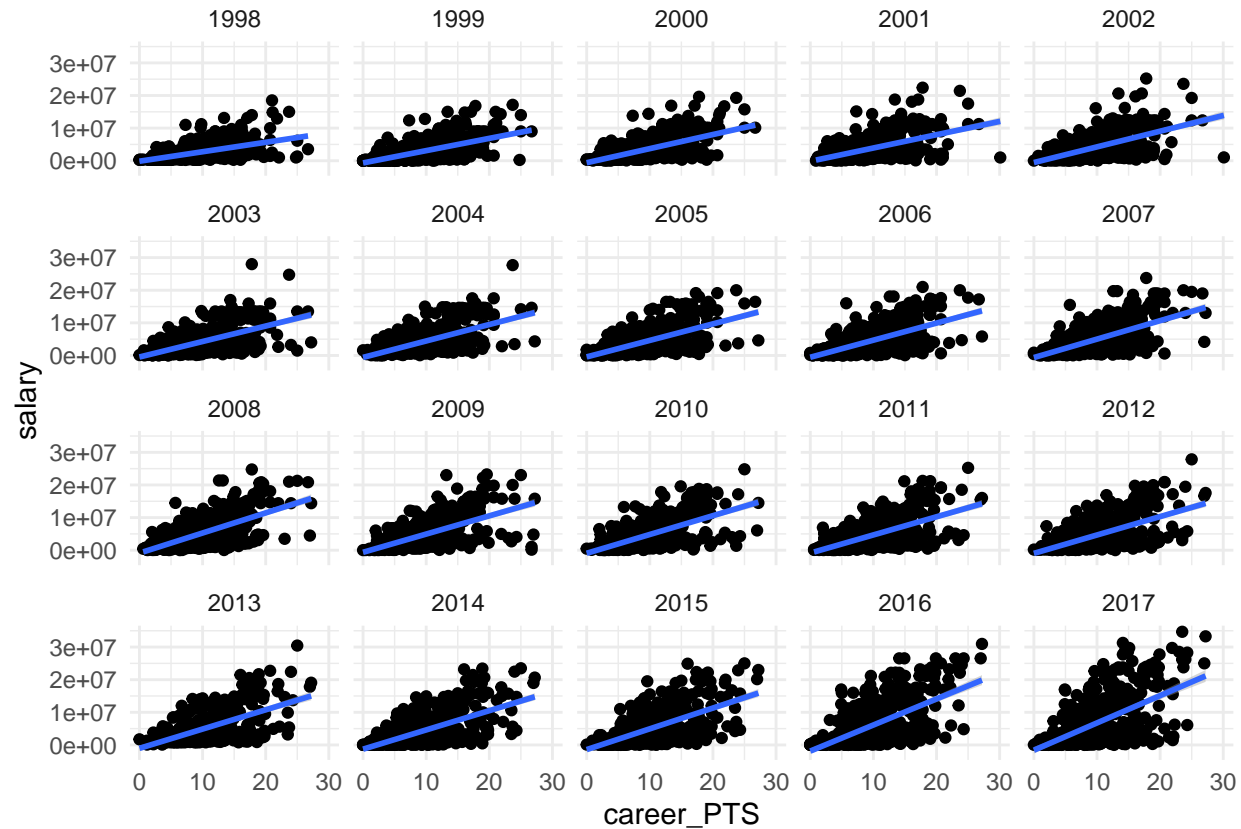 1998 1999 2000 2001 2002
3e+07
2e+07
1e+07
0e+00
2003 2004 2005 2006 2007
3e+07
2e+07
1e+07
0e+00
salary
2008 2009 2010 2011 2012
3e+07
2e+07
1e+07
0e+00
2013 2014 2015 2016 2017
3e+07
2e+07
1e+07
0e+00
0 10 20 30 0 10 20 30 0 10 20 30 0 10 20 30 0 10 20 30
career_PTS